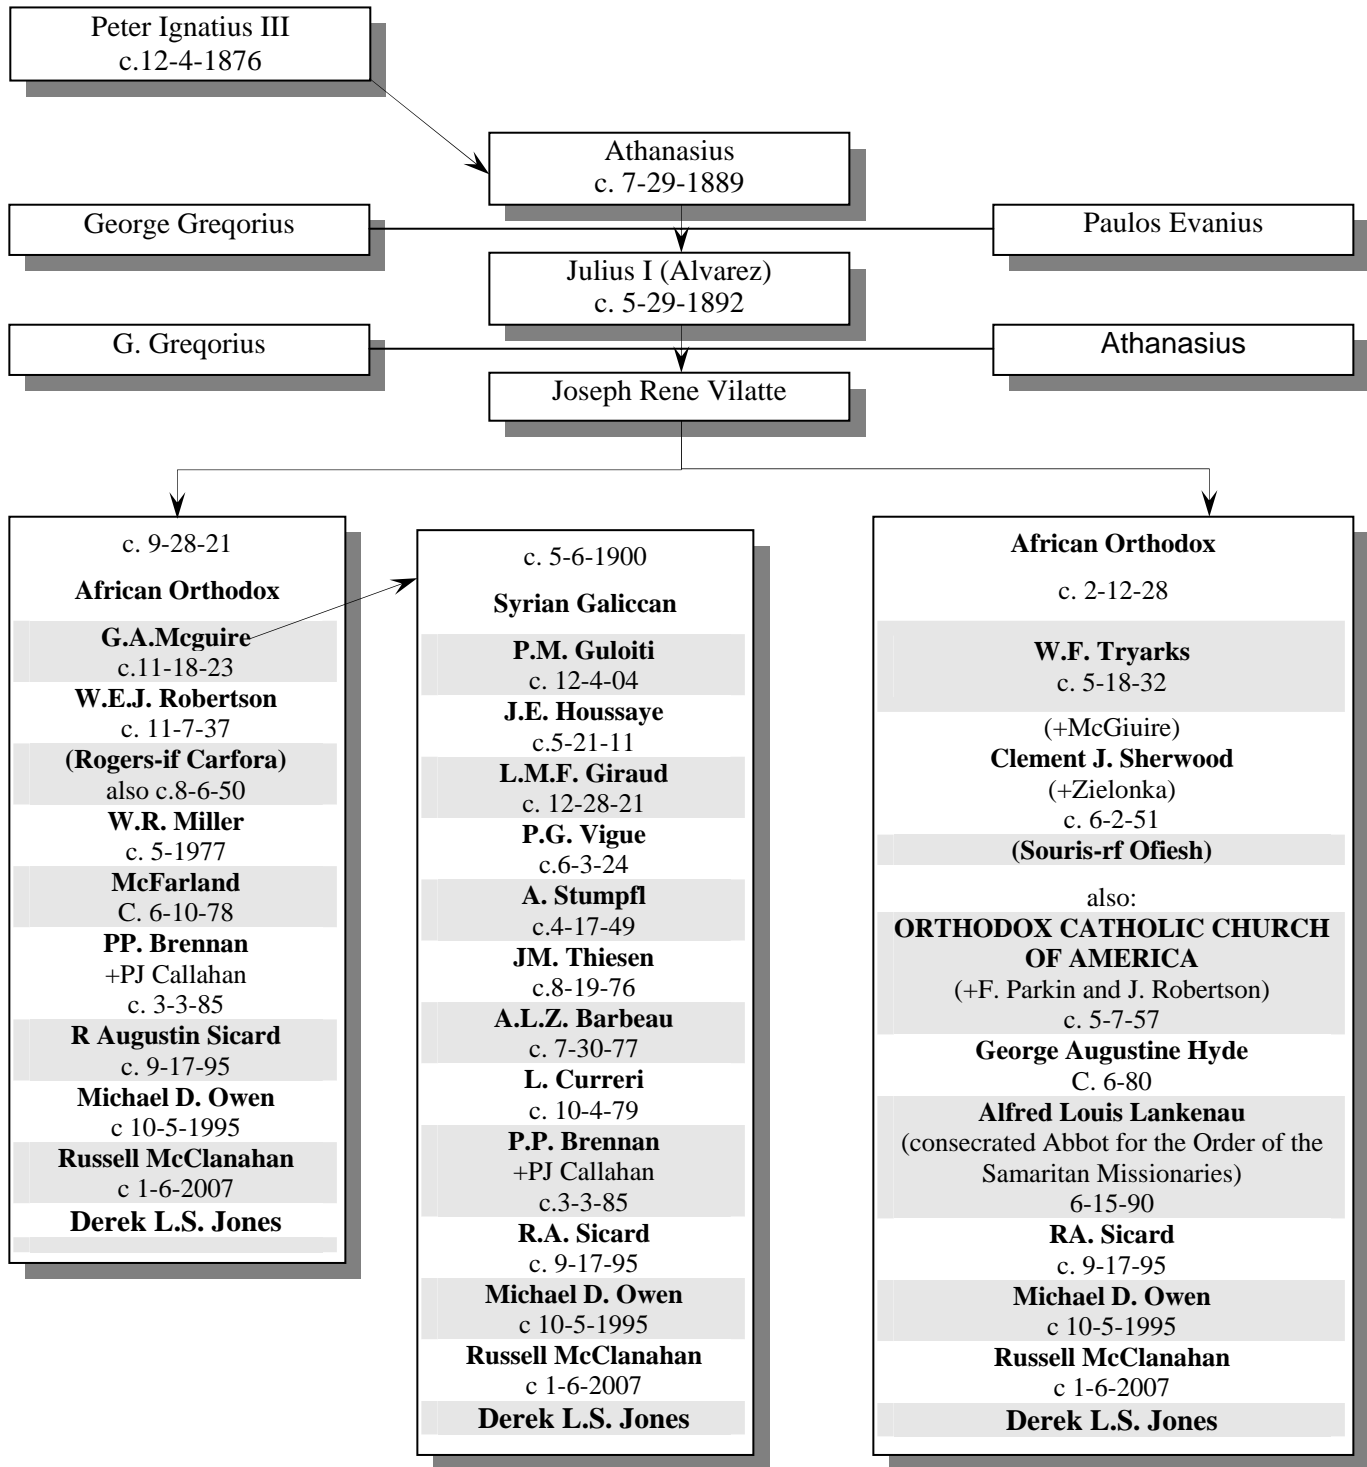 Peter Ignatius III
c.12-4-1876
Athanasius
c. 7-29-1889
George Greqorius
Paulos Evanius
Julius I (Alvarez)
c. 5-29-1892
G. Greqorius
Athanasius
Joseph Rene Vilatte
c. 9-28-21
African Orthodox
G.A.Mcguire
c.11-18-23
W.E.J. Robertson
c. 11-7-37
(Rogers-if Carfora)
also c.8-6-50
W.R. Miller
c. 5-1977
McFarland
C. 6-10-78
PP. Brennan
+PJ Callahan
c. 3-3-85
R Augustin Sicard
c. 9-17-95
Michael D. Owen
c 10-5-1995
Russell McClanahan
c 1-6-2007
Derek L.S. Jones
c. 5-6-1900
Syrian Galiccan
P.M. Guloiti
c. 12-4-04
J.E. Houssaye
c.5-21-11
L.M.F. Giraud
c. 12-28-21
P.G. Vigue
c.6-3-24
A. Stumpfl
c.4-17-49
JM. Thiesen
c.8-19-76
A.L.Z. Barbeau
c. 7-30-77
L. Curreri
c. 10-4-79
P.P. Brennan
+PJ Callahan
c.3-3-85
R.A. Sicard
c. 9-17-95
Michael D. Owen
c 10-5-1995
Russell McClanahan
c 1-6-2007
Derek L.S. Jones
African Orthodox
c. 2-12-28
W.F. Tryarks
c. 5-18-32
(+McGiuire)
Clement J. Sherwood
(+Zielonka)
c. 6-2-51
(Souris-rf Ofiesh)
also:
ORTHODOX CATHOLIC CHURCH
OF AMERICA
(+F. Parkin and J. Robertson)
c. 5-7-57
George Augustine Hyde
C. 6-80
Alfred Louis Lankenau
(consecrated Abbot for the Order of the
Samaritan Missionaries)
6-15-90
RA. Sicard
c. 9-17-95
Michael D. Owen
c 10-5-1995
Russell McClanahan
c 1-6-2007
Derek L.S. Jones